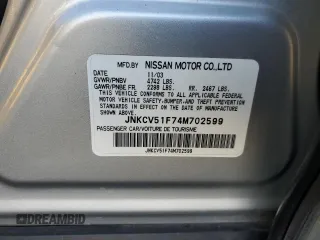 MFD.BY NISSAN MOTOR CO.,LTD
DATE 11/03
GVWR/PNBV 4742 LBS.
GAWR/PNBE FR. 2288 LBS. RR. 2467 LBS.
THIS VEHICLE CONFORMS TO ALL APPLICABLE FEDERAL
MOTOR VEHICLE SAFETY,BUMPER,AND THEFT PREVENTION
STANDARDS IN EFFECT ON THE DATE OF MANUFACTURE
SHOWN ABOVE.
JNKCV51F74M702599
PASSENGER CAR/VOITURE DE TOURISME
JNKCV51F74M702599
© DREAMBID